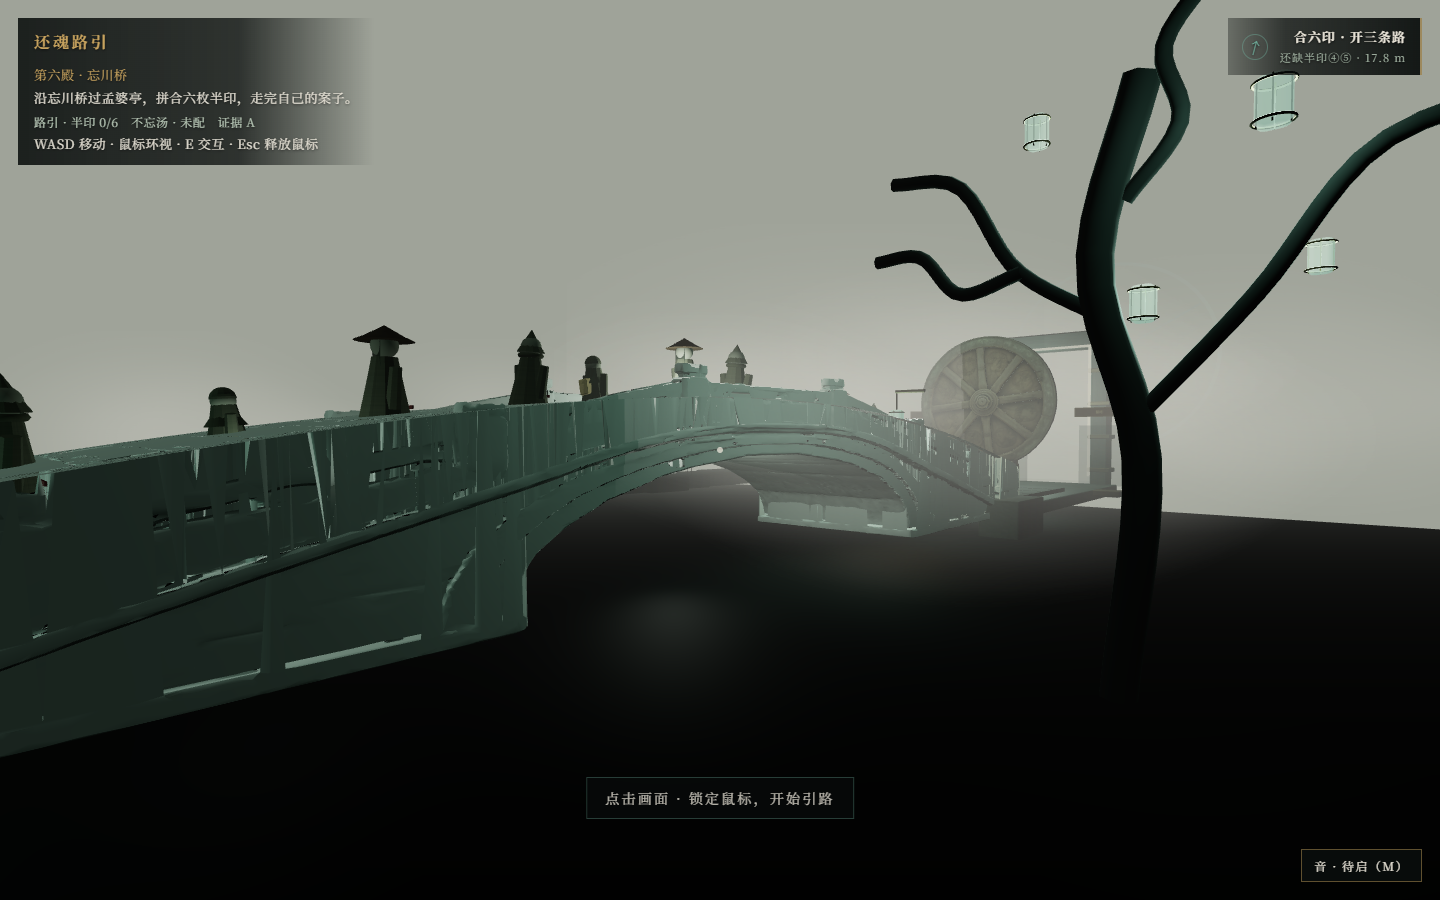 还魂路引
第六殿 · 忘川桥
沿忘川桥过孟婆亭，拼合六枚半印，走完自己的案子。
路引 · 半印 0/6 不忘汤 · 未配 证据 A
WASD 移动 · 鼠标环视 · E 交互 · Esc 释放鼠标
合六印 · 开三条路
还缺半印④⑤ · 17.8 m
点击画面 · 锁定鼠标，开始引路
音 · 待启（M）